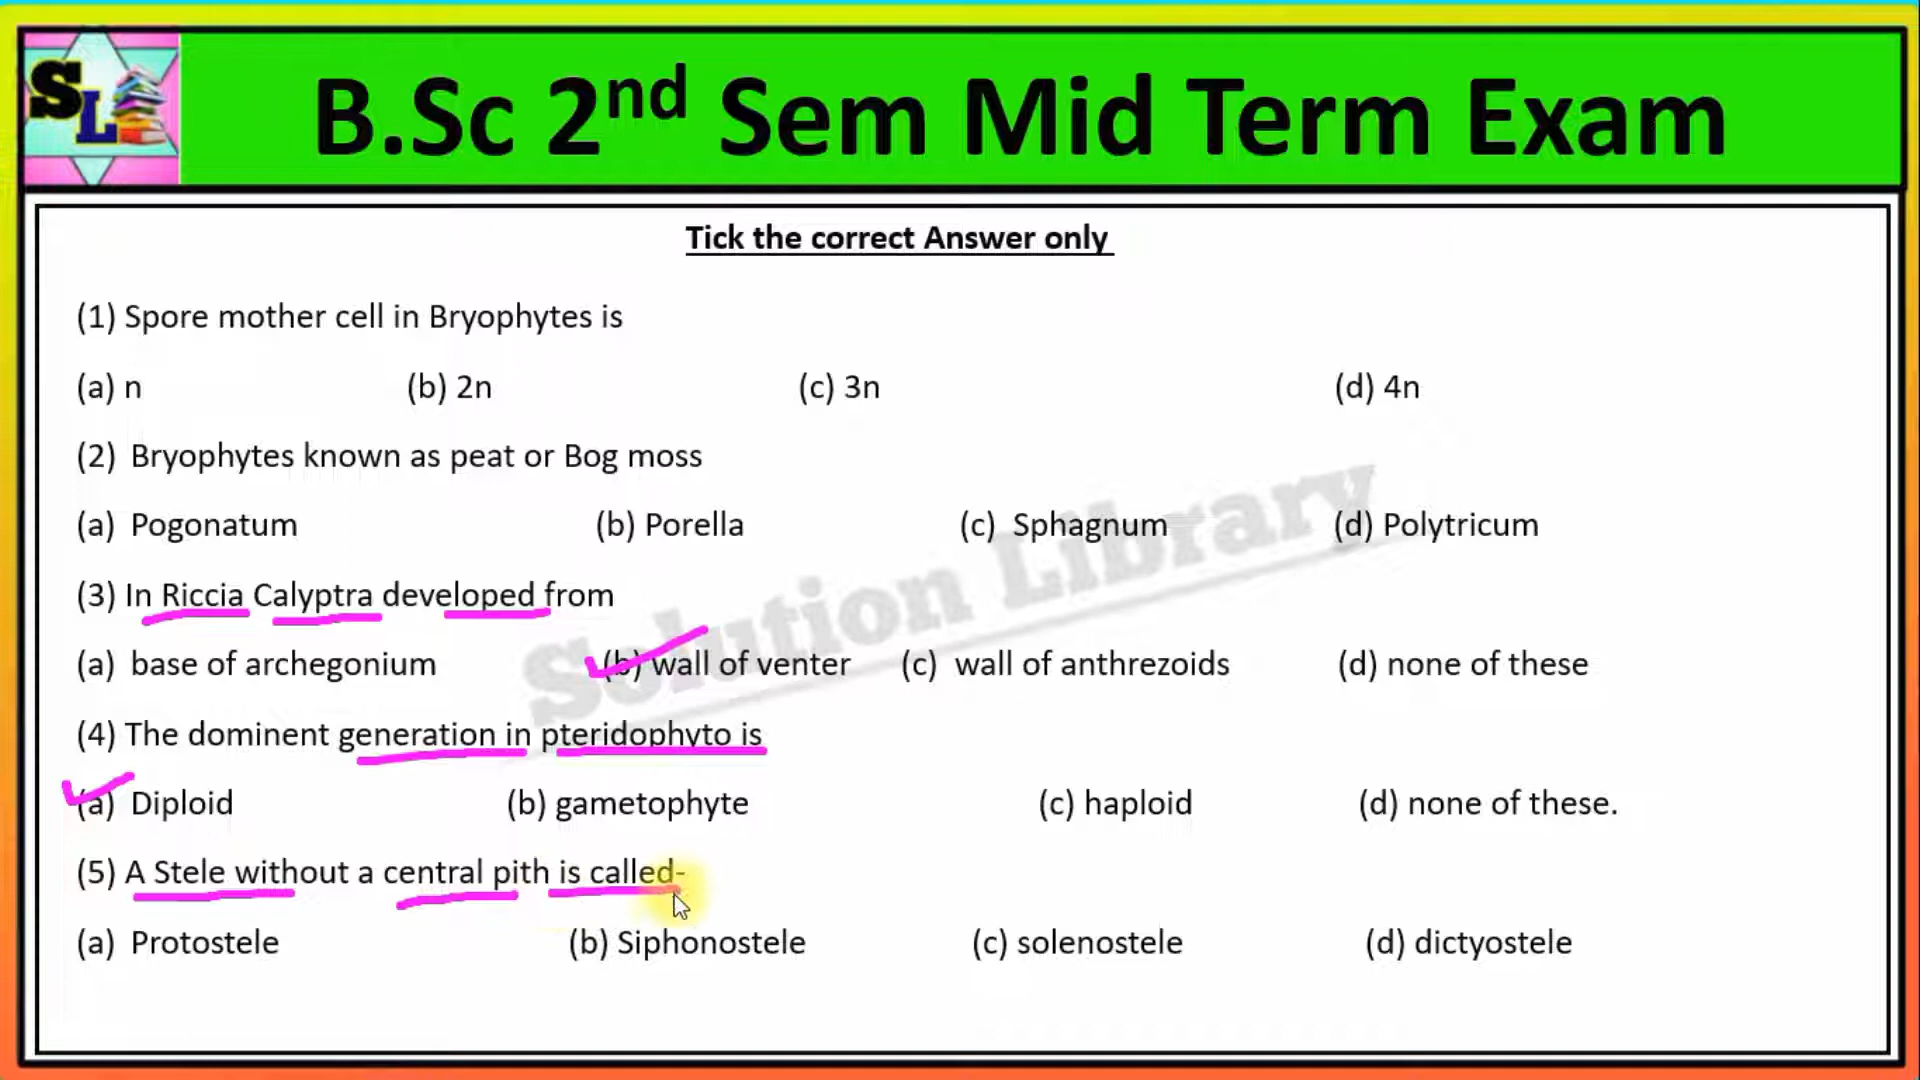 SL
B.Sc 2nd Sem Mid Term Exam
Tick the correct Answer only
(1) Spore mother cell in Bryophytes is
(a) n (b) 2n (c) 3n (d) 4n
(2) Bryophytes known as peat or Bog moss
(a) Pogonatum (b) Porella (c) Sphagnum (d) Polytricum
(3) In Riccia Calyptra developed from
(a) base of archegonium (b) wall of venter (c) wall of anthrezoids (d) none of these
(4) The dominent generation in pteridophyto is
(a) Diploid (b) gametophyte (c) haploid (d) none of these.
(5) A Stele without a central pith is called-
(a) Protostele (b) Siphonostele (c) solenostele (d) dictyostele
Solution Library